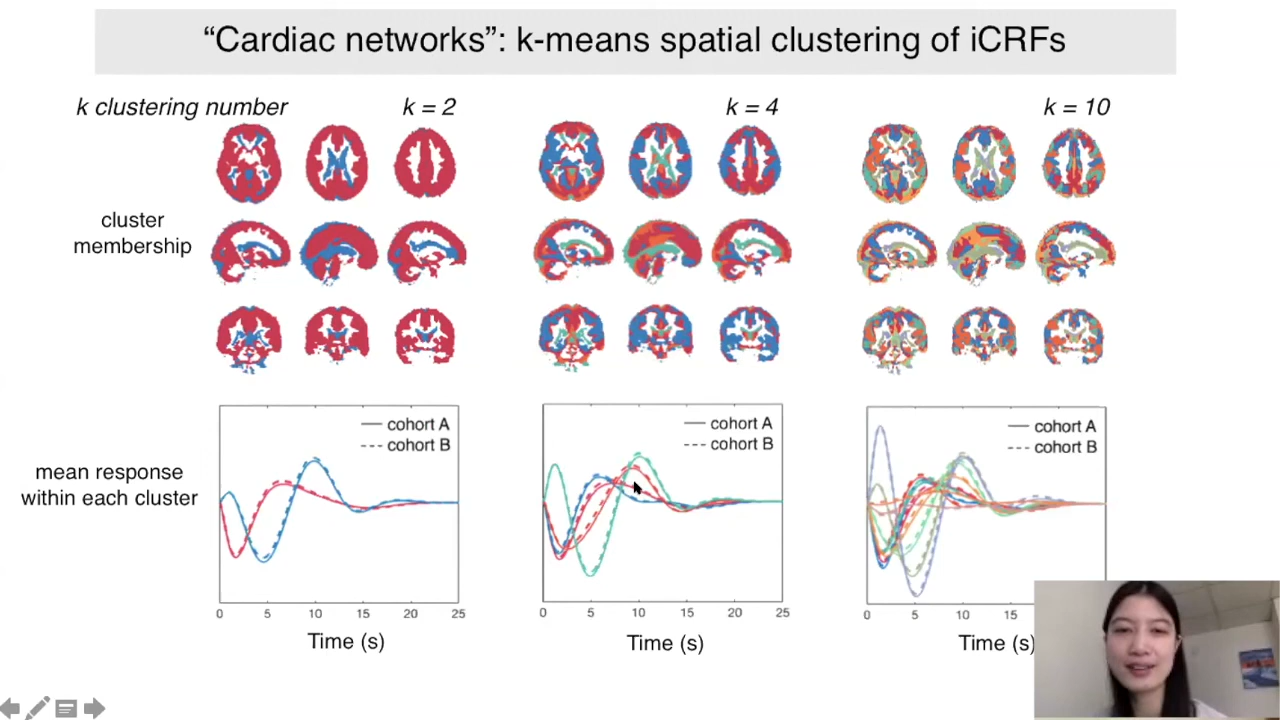 “Cardiac networks”: k-means spatial clustering of iCRFs
k clustering number
k = 2
k = 4
k = 10
cluster
membership
mean response
within each cluster
cohort A
cohort B
0 5 10 15 20 25
Time (s)
cohort A
cohort B
0 5 10 15 20 25
Time (s)
cohort A
cohort B
0 5 10 15
Time (s)